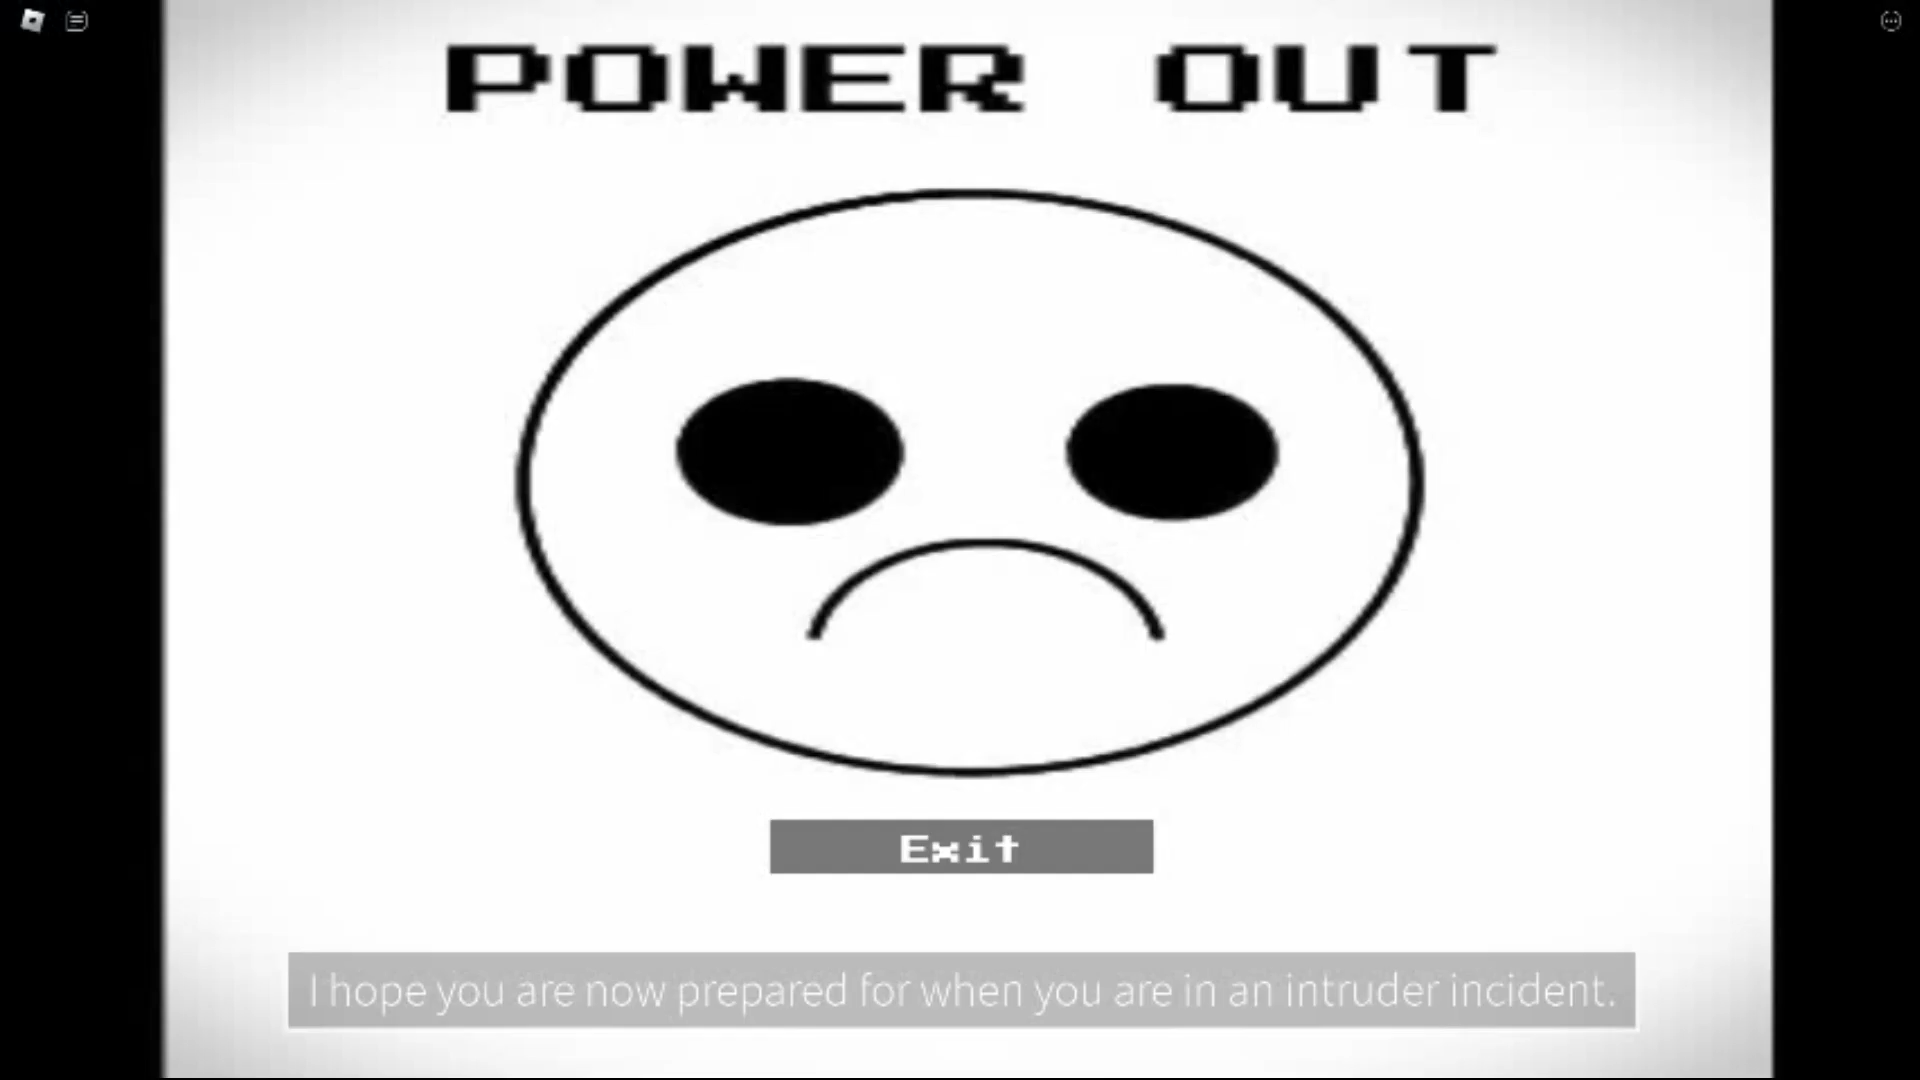 POWER OUT
Exit
I hope you are now prepared for when you are in an intruder incident.